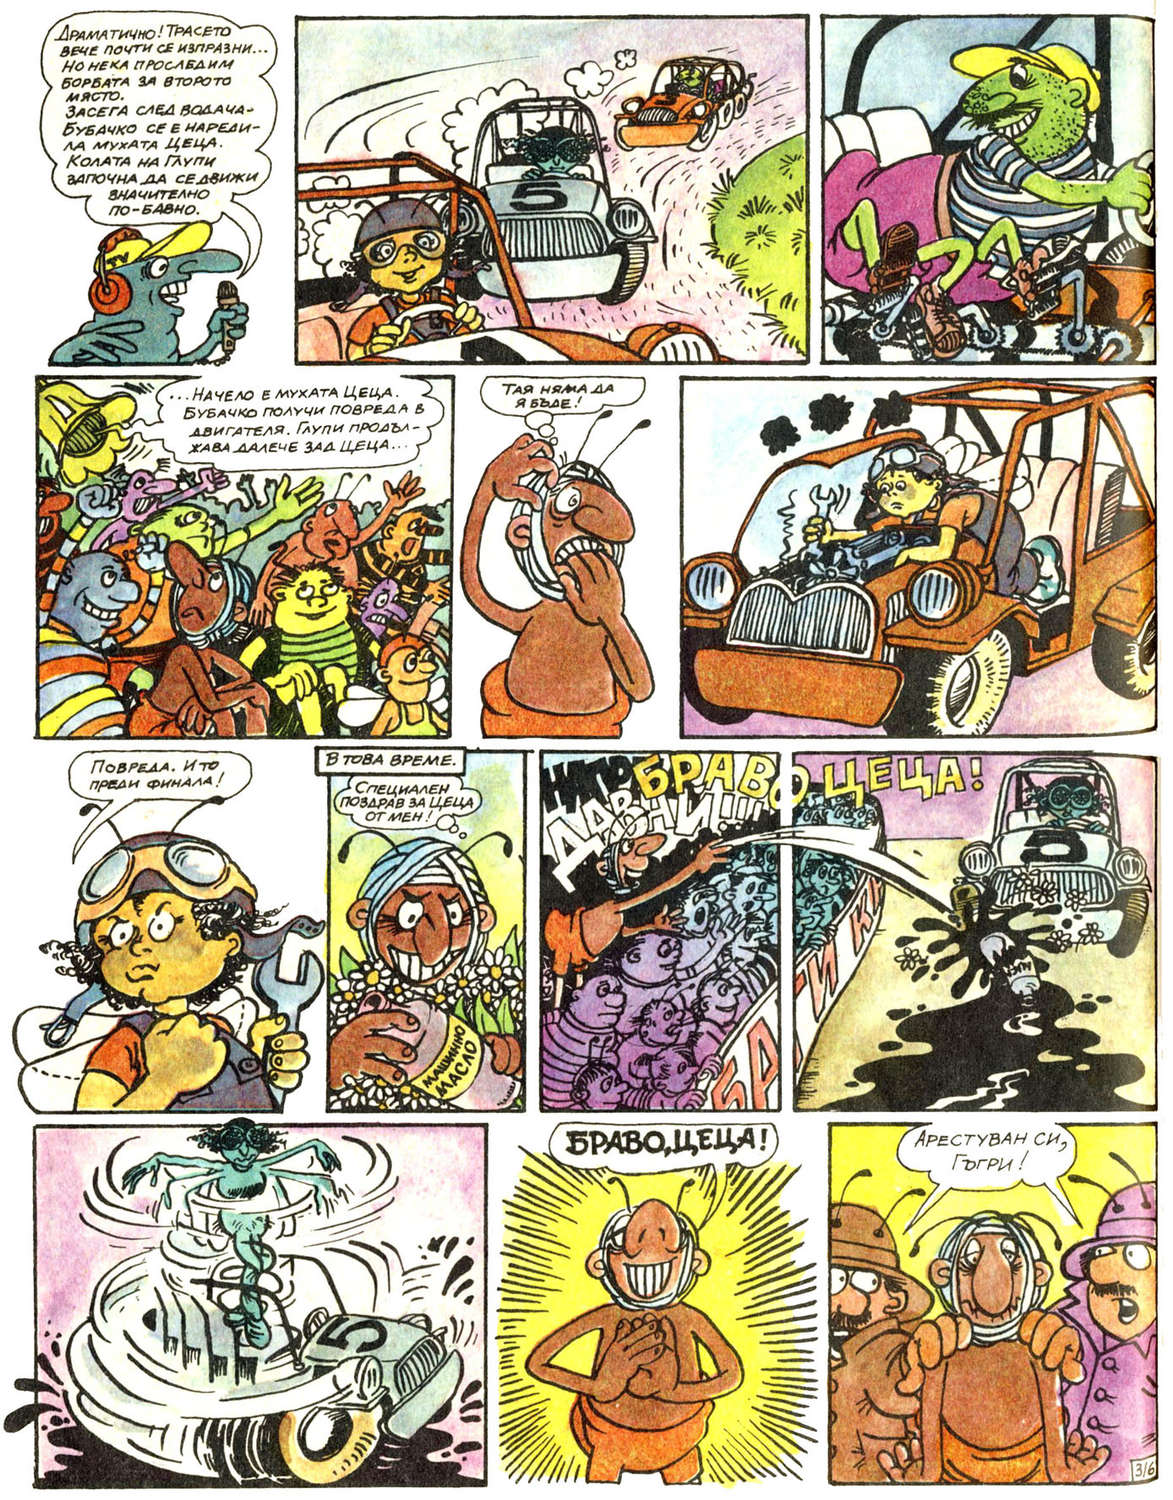 ДРАМАТИЧНО! ТРАСЕТО
ВЕЧЕ ПОЧТИ СЕ ИЗПРАЗНИ...
НО НЕКА ПРОСЛЕДИМ
БОРБАТА ЗА ВТОРОТО
МЯСТО.
ЗАСЕГА СЛЕД ВОДАЧА-
БУБАЧКО СЕ Е НАРЕДИ-
ЛА МУХАТА ЦЕЦА.
КОЛАТА НА ГЛУПИ
ЗАПОЧНА ДА СЕ ДВИЖИ
ЗНАЧИТЕЛНО
ПО-БАВНО.
TV
5
...НАЧЕЛО Е МУХАТА ЦЕЦА.
БУБАЧКО ПОЛУЧИ ПОВРЕДА В
ДВИГАТЕЛЯ. ГЛУПИ ПРОДЪЛ-
ЖАВА ДАЛЕЧЕ ЗАД ЦЕЦА...
ТАЯ НЯМА ДА
Я БЪДЕ!
ПОВРЕДА. И ТО
ПРЕДИ ФИНАЛА!
В ТОВА ВРЕМЕ.
СПЕЦИАЛЕН
ПОЗДРАВ ЗА ЦЕЦА
ОТ МЕН!
МАШИННО
МАСЛО
БРАВО ЦЕЦА!
5
БРАВО, ЦЕЦА!
5
АРЕСТУВАН СИ,
ГЪГРИ!
3/6